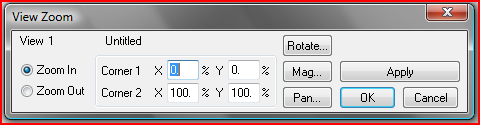 View Zoom
View 1 Untitled Rotate...
Zoom In Corner 1 X 0. % Y 0. % Mag... Apply
Zoom Out Corner 2 X 100. % Y 100. % Pan... OK Cancel